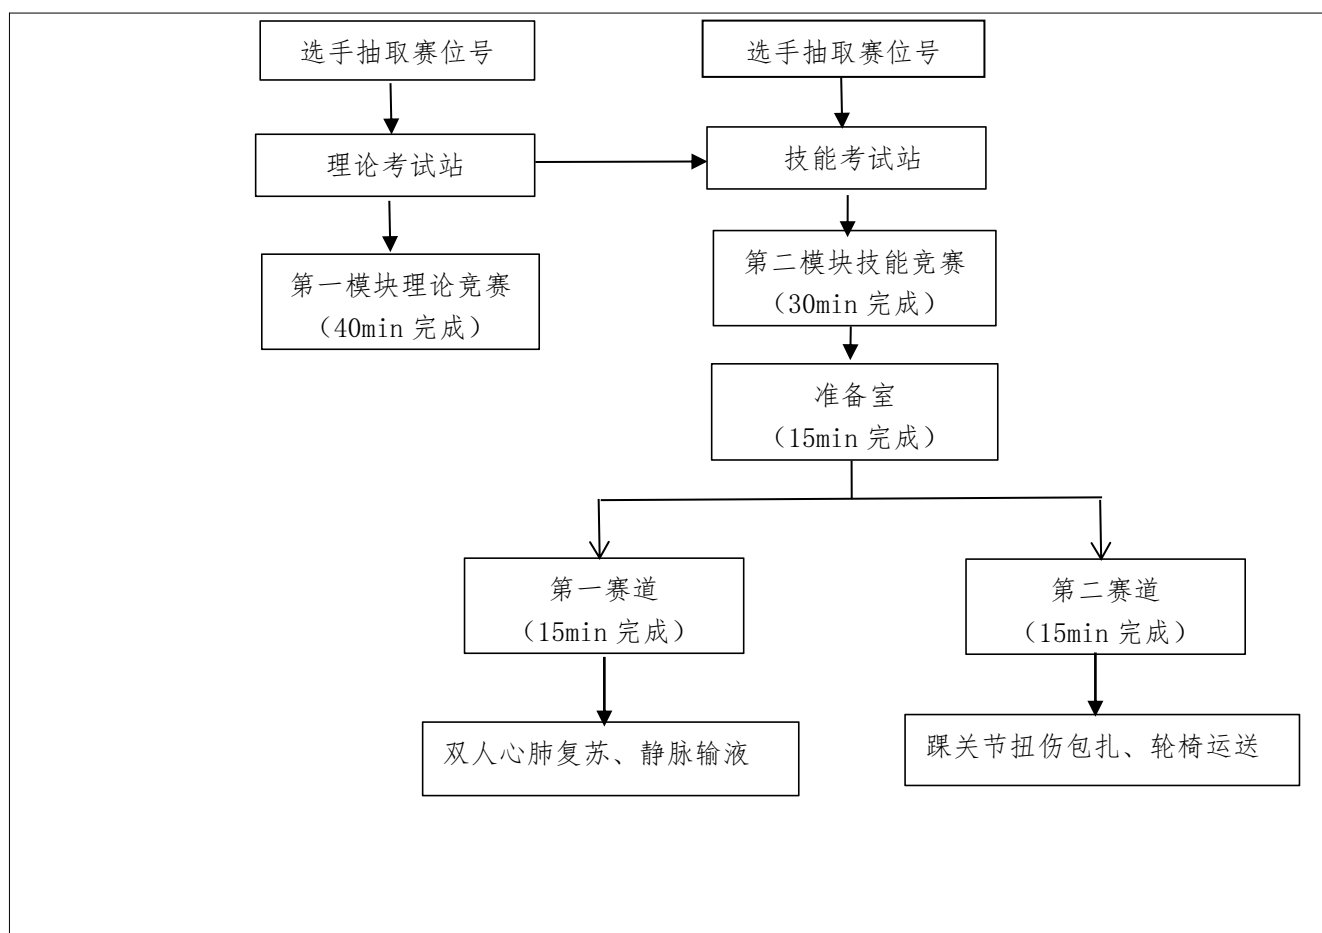 选手抽取赛位号
选手抽取赛位号
理论考试站
技能考试站
第一模块理论竞赛
（40min 完成）
第二模块技能竞赛
（30min 完成）
准备室
（15min 完成）
第一赛道
（15min 完成）
第二赛道
（15min 完成）
双人心肺复苏、静脉输液
踝关节扭伤包扎、轮椅运送